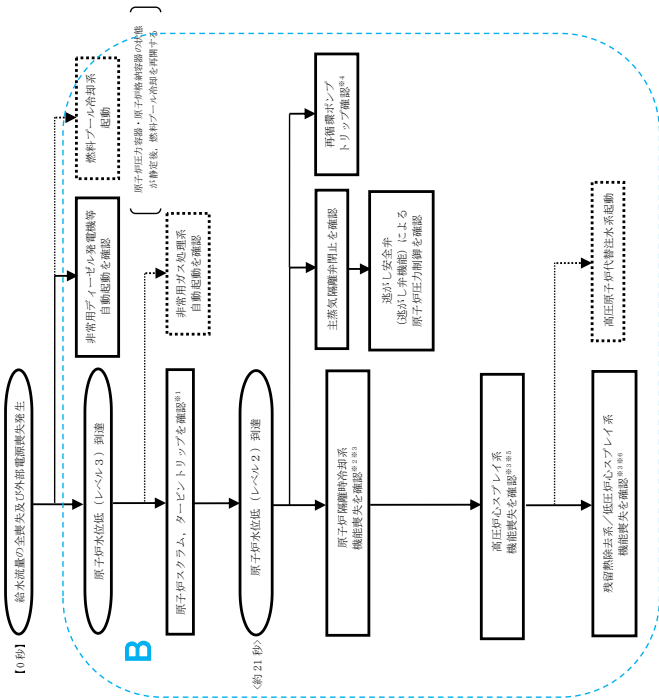 【0 秒】
給水流量の全喪失及び外部電源喪失発生
非常用ディーゼル発電機等
自動起動を確認
燃料プール冷却系
起動
原子炉圧力容器・原子炉格納容器の状態
が静定後，燃料プール冷却を再開する
原子炉水位低（レベル３）到達
非常用ガス処理系
自動起動を確認
B
原子炉スクラム，タービントリップを確認※1
<約 21 秒>
原子炉水位低（レベル２）到達
主蒸気隔離弁閉止を確認
再循環ポンプ
トリップ確認※4
逃がし安全弁
（逃がし弁機能）による
原子炉圧力制御を確認
原子炉隔離時冷却系
機能喪失を確認※2※3
高圧炉心スプレイ系
機能喪失を確認※3※5
高圧原子炉代替注水系起動
残留熱除去系／低圧炉心スプレイ系
機能喪失を確認※3※6